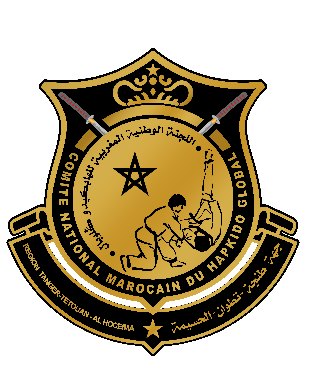 اللجنة الوطنية المغربية للهابكيدو
COMITE NATIONAL MAROCAIN DU HAPKIDO GLOBAL
REGION TANGER-TETOUAN - AL HOCEIMA
جهة طنجة - تطوان - الحسيمة